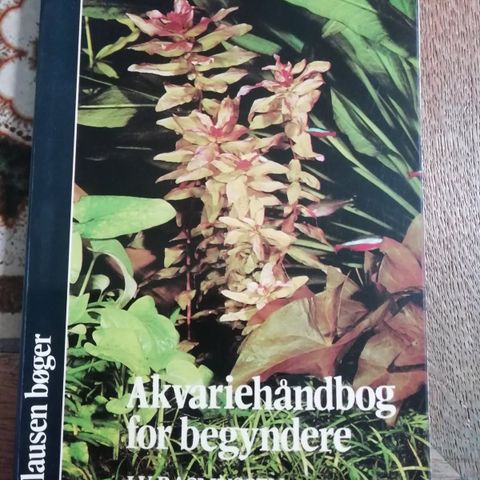 lausen bøger
Akvariehåndbog
for begyndere